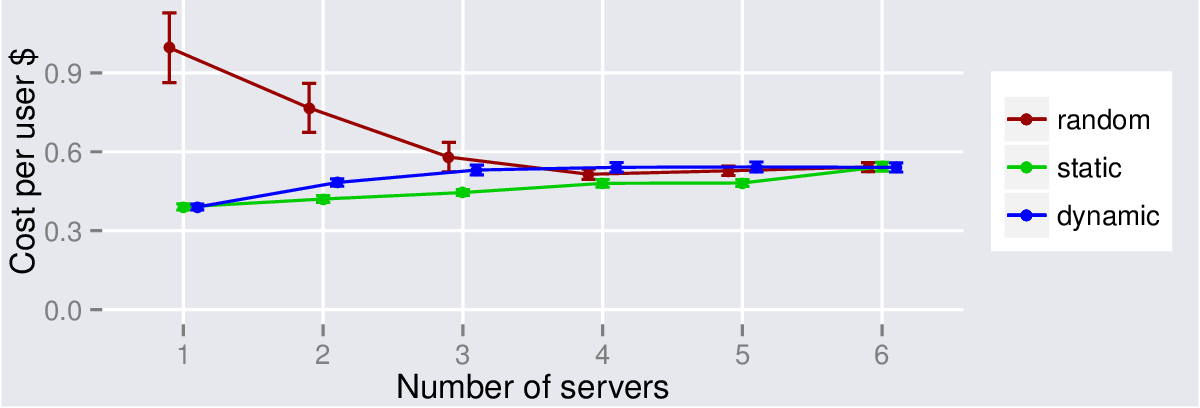 Cost per user $
0.9
0.6
0.3
0.0
1 2 3 4 5 6
Number of servers
random
static
dynamic